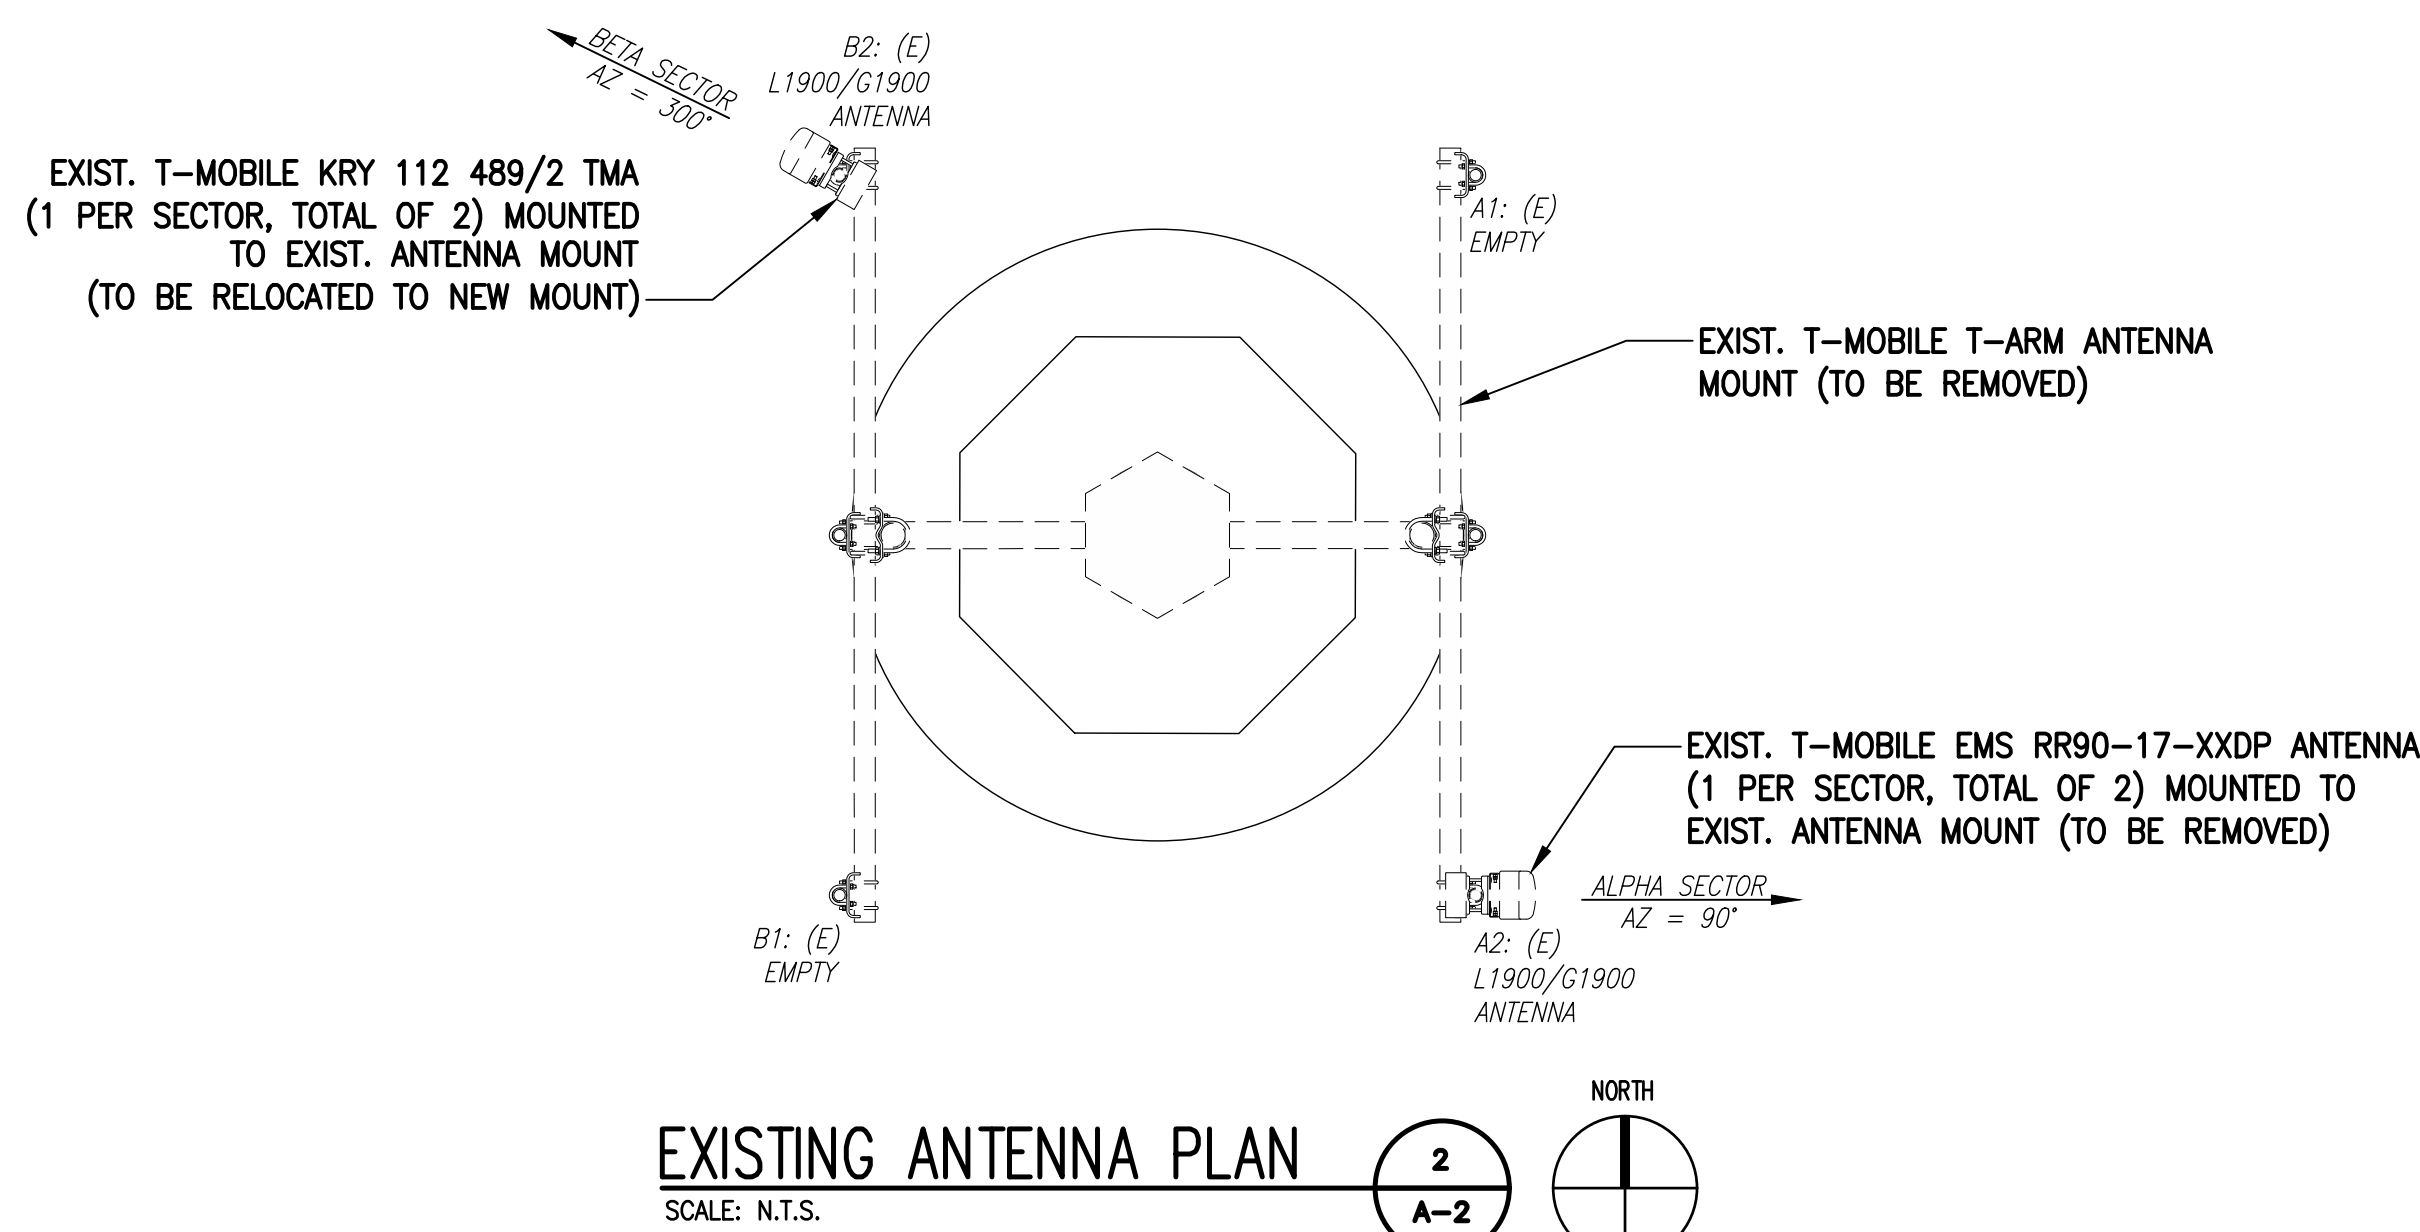 BETA SECTOR
AZ = 300°
B2: (E)
L1900/G1900
ANTENNA
EXIST. T-MOBILE KRY 112 489/2 TMA
(1 PER SECTOR, TOTAL OF 2) MOUNTED
TO EXIST. ANTENNA MOUNT
(TO BE RELOCATED TO NEW MOUNT)
A1: (E)
EMPTY
EXIST. T-MOBILE T-ARM ANTENNA
MOUNT (TO BE REMOVED)
EXIST. T-MOBILE EMS RR90-17-XXDP ANTENNA
(1 PER SECTOR, TOTAL OF 2) MOUNTED TO
EXIST. ANTENNA MOUNT (TO BE REMOVED)
ALPHA SECTOR
AZ = 90°
B1: (E)
EMPTY
A2: (E)
L1900/G1900
ANTENNA
NORTH
EXISTING ANTENNA PLAN
SCALE: N.T.S.
2
A-2